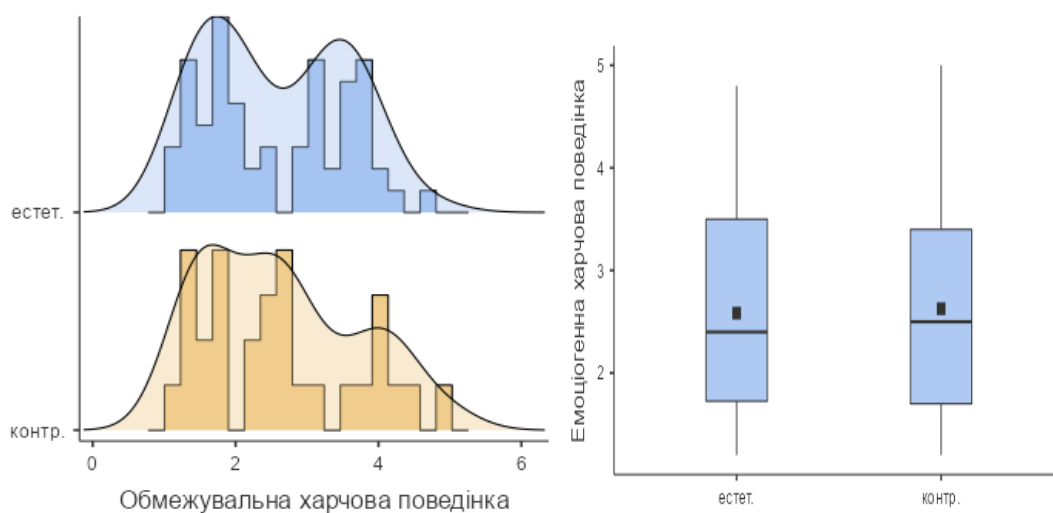 естет.
контр.
0 2 4 6
Обмежувальна харчова поведінка
Емоціогенна харчова поведінка
5
4
3
2
естет. контр.